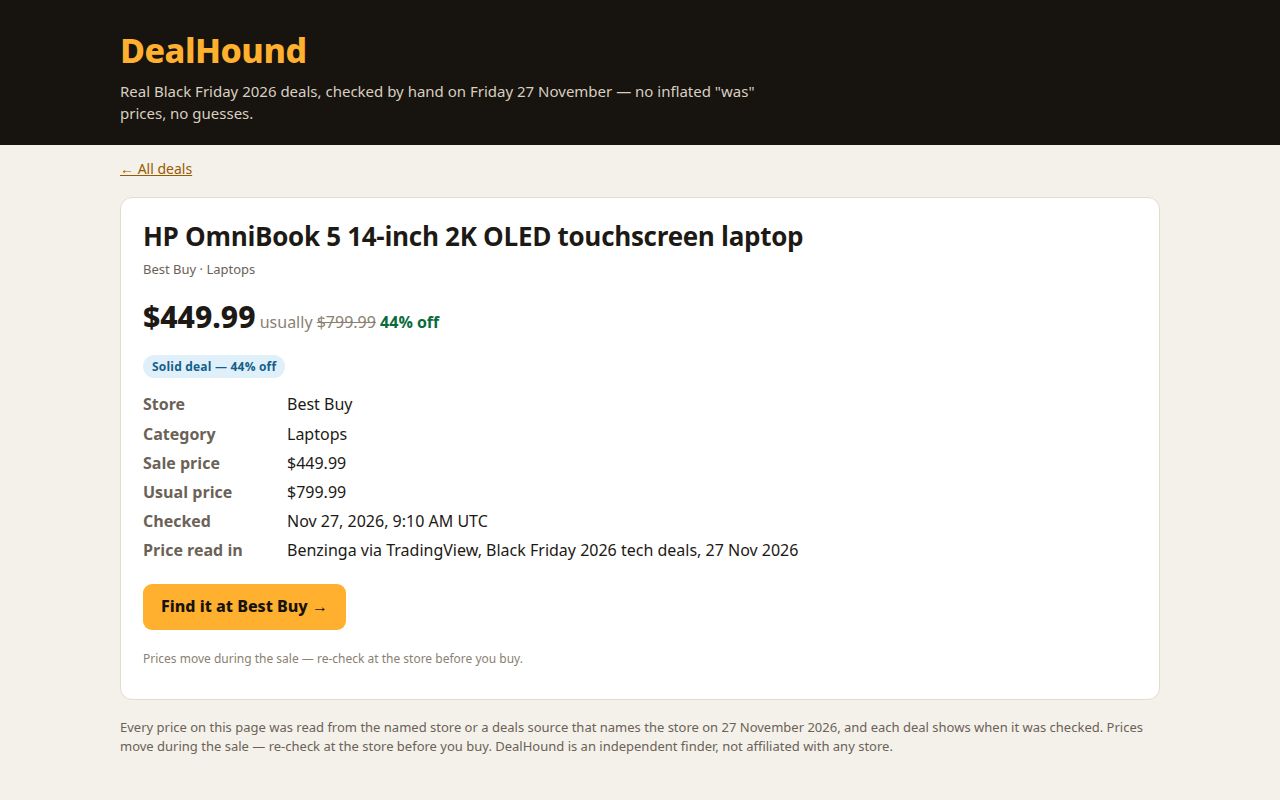 DealHound
Real Black Friday 2026 deals, checked by hand on Friday 27 November — no inflated "was"
prices, no guesses.
← All deals
HP OmniBook 5 14-inch 2K OLED touchscreen laptop
Best Buy · Laptops
$449.99 usually $799.99 44% off
Solid deal — 44% off
Store Best Buy
Category Laptops
Sale price $449.99
Usual price $799.99
Checked Nov 27, 2026, 9:10 AM UTC
Price read in Benzinga via TradingView, Black Friday 2026 tech deals, 27 Nov 2026
Find it at Best Buy →
Prices move during the sale — re-check at the store before you buy.
Every price on this page was read from the named store or a deals source that names the store on 27 November 2026, and each deal shows when it was checked. Prices
move during the sale — re-check at the store before you buy. DealHound is an independent finder, not affiliated with any store.